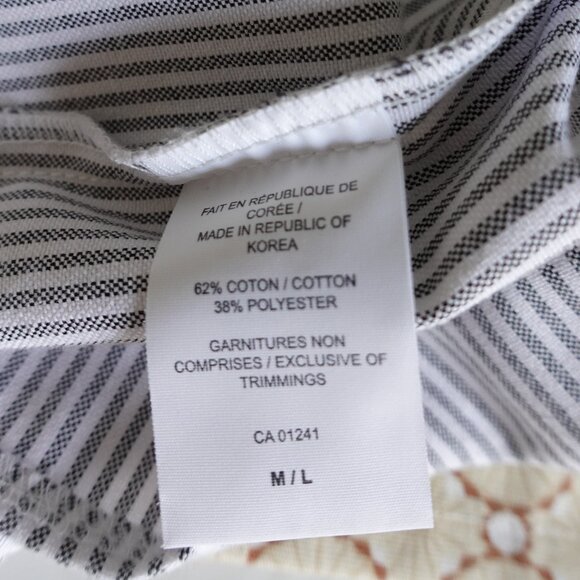 FAIT EN RÉPUBLIQUE DE
CORÉE /
MADE IN REPUBLIC OF
KOREA
62% COTON / COTTON
38% POLYESTER
GARNITURES NON
COMPRISES / EXCLUSIVE OF
TRIMMINGS
CA 01241
M / L